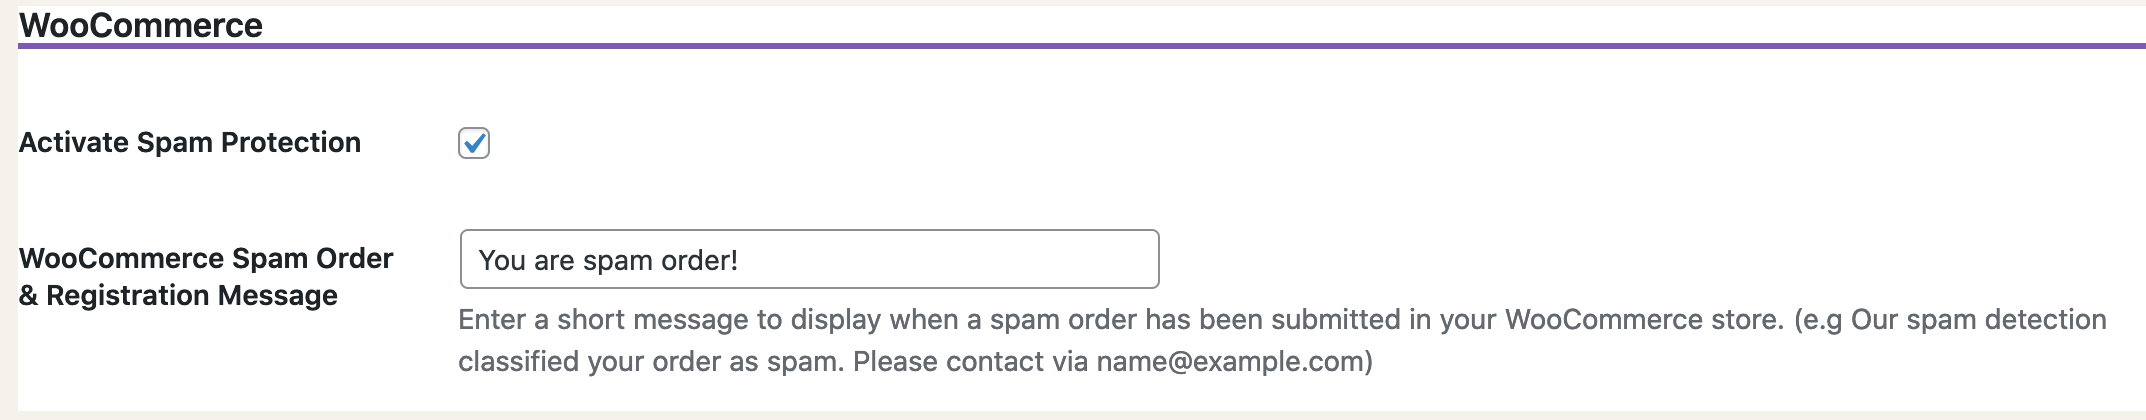 WooCommerce
Activate Spam Protection
WooCommerce Spam Order
& Registration Message
You are spam order!
Enter a short message to display when a spam order has been submitted in your WooCommerce store. (e.g Our spam detection
classified your order as spam. Please contact via name@example.com)